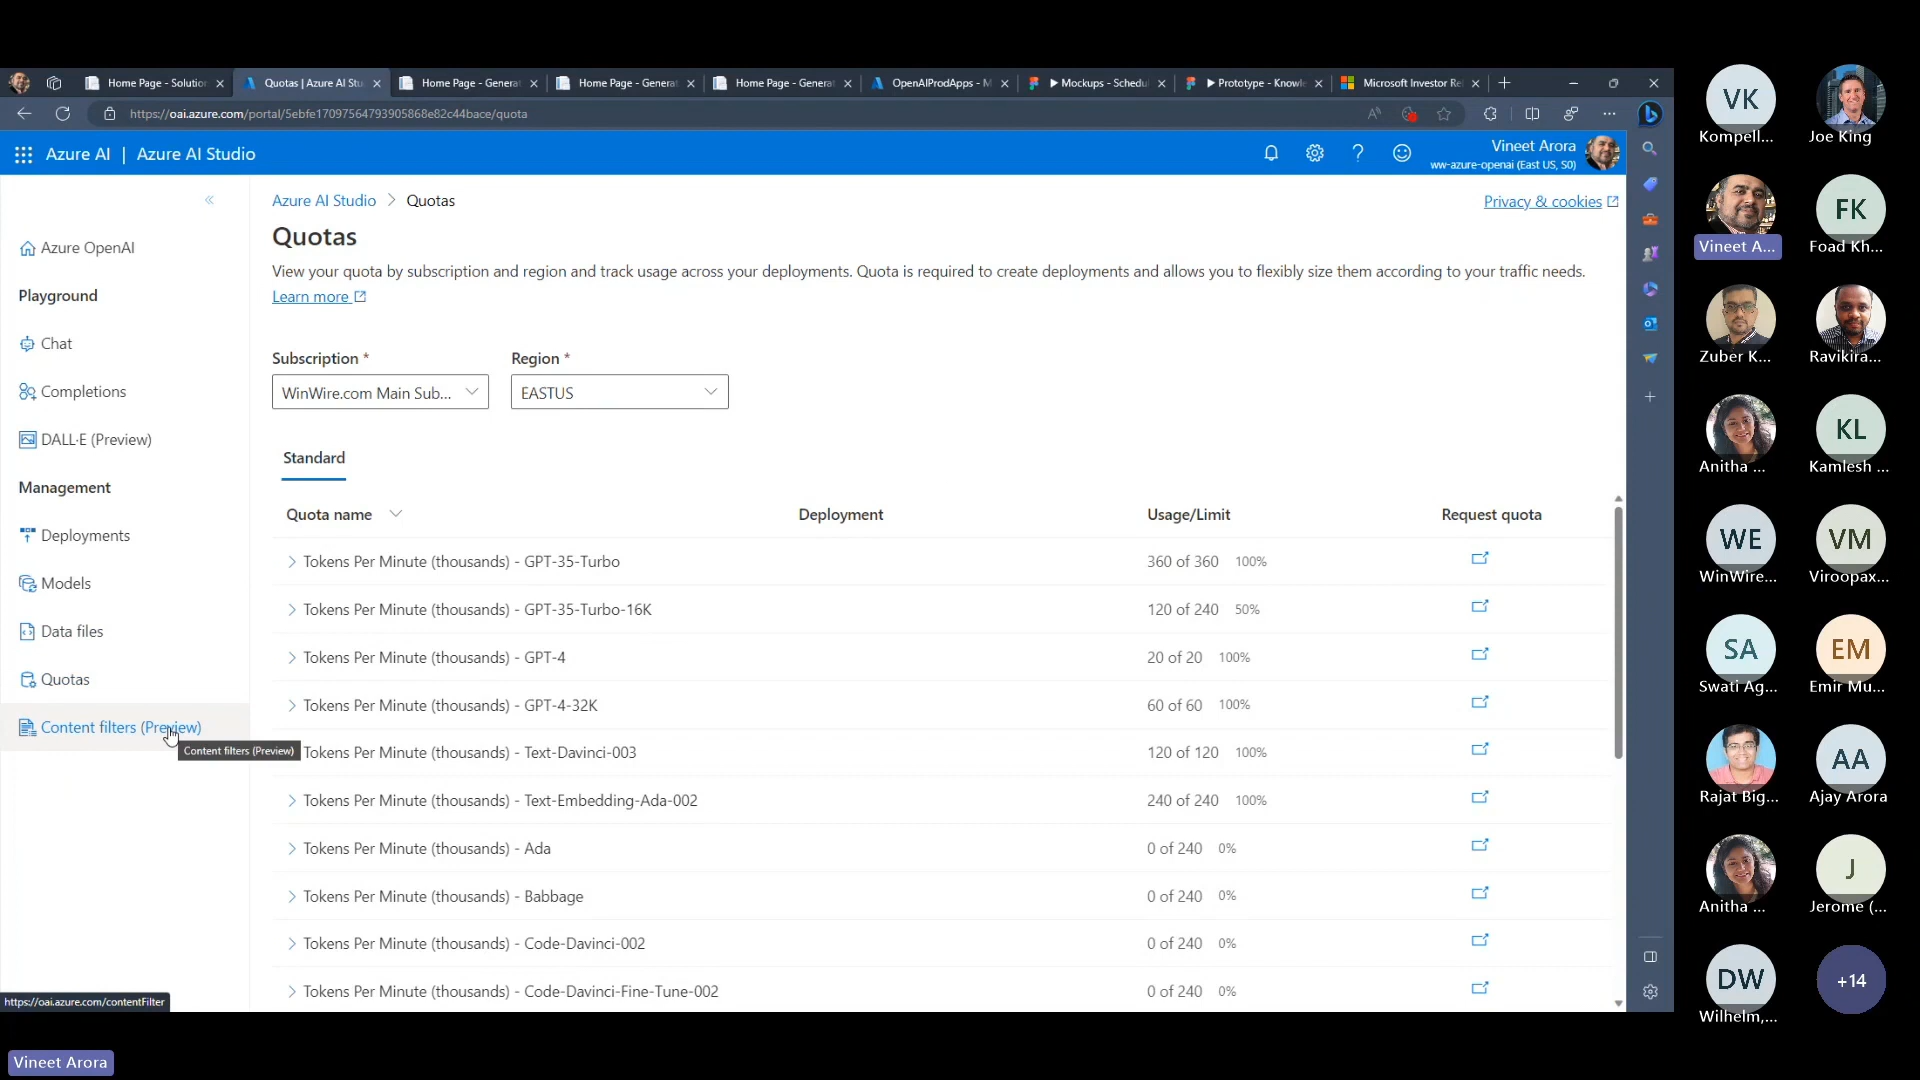 Home Page - Solution
Quotas | Azure AI Stu
Home Page - Generat
Home Page - Generat
Home Page - Generat
OpenAIProdApps - M
Mockups - Schedul
Prototype - Knowle
Microsoft Investor Rel
https://oai.azure.com/portal/5ebfe17097564793905868e82c44bace/quota
Azure AI | Azure AI Studio
Vineet Arora
ww-azure-openai (East US, S0)
Azure AI Studio > Quotas
Privacy & cookies
Quotas
View your quota by subscription and region and track usage across your deployments. Quota is required to create deployments and allows you to flexibly size them according to your traffic needs.
Learn more
Azure OpenAI
Playground
Chat
Completions
DALL·E (Preview)
Management
Deployments
Models
Data files
Quotas
Content filters (Preview)
Content filters (Preview)
https://oai.azure.com/contentFilter
Subscription * Region *
WinWire.com Main Sub... EASTUS
Standard
Quota name Deployment Usage/Limit Request quota
Tokens Per Minute (thousands) - GPT-35-Turbo 360 of 360 100%
Tokens Per Minute (thousands) - GPT-35-Turbo-16K 120 of 240 50%
Tokens Per Minute (thousands) - GPT-4 20 of 20 100%
Tokens Per Minute (thousands) - GPT-4-32K 60 of 60 100%
Tokens Per Minute (thousands) - Text-Davinci-003 120 of 120 100%
Tokens Per Minute (thousands) - Text-Embedding-Ada-002 240 of 240 100%
Tokens Per Minute (thousands) - Ada 0 of 240 0%
Tokens Per Minute (thousands) - Babbage 0 of 240 0%
Tokens Per Minute (thousands) - Code-Davinci-002 0 of 240 0%
Tokens Per Minute (thousands) - Code-Davinci-Fine-Tune-002 0 of 240 0%
VK
Kompell... Joe King
FK
Vineet A... Foad Kh...
Zuber K... Ravikira...
KL
Anitha ... Kamlesh ...
WE VM
WinWire... Viroopax...
SA EM
Swati Ag... Emir Mu...
AA
Rajat Big... Ajay Arora
J
Anitha ... Jerome (...
DW +14
Wilhelm,...
Vineet Arora